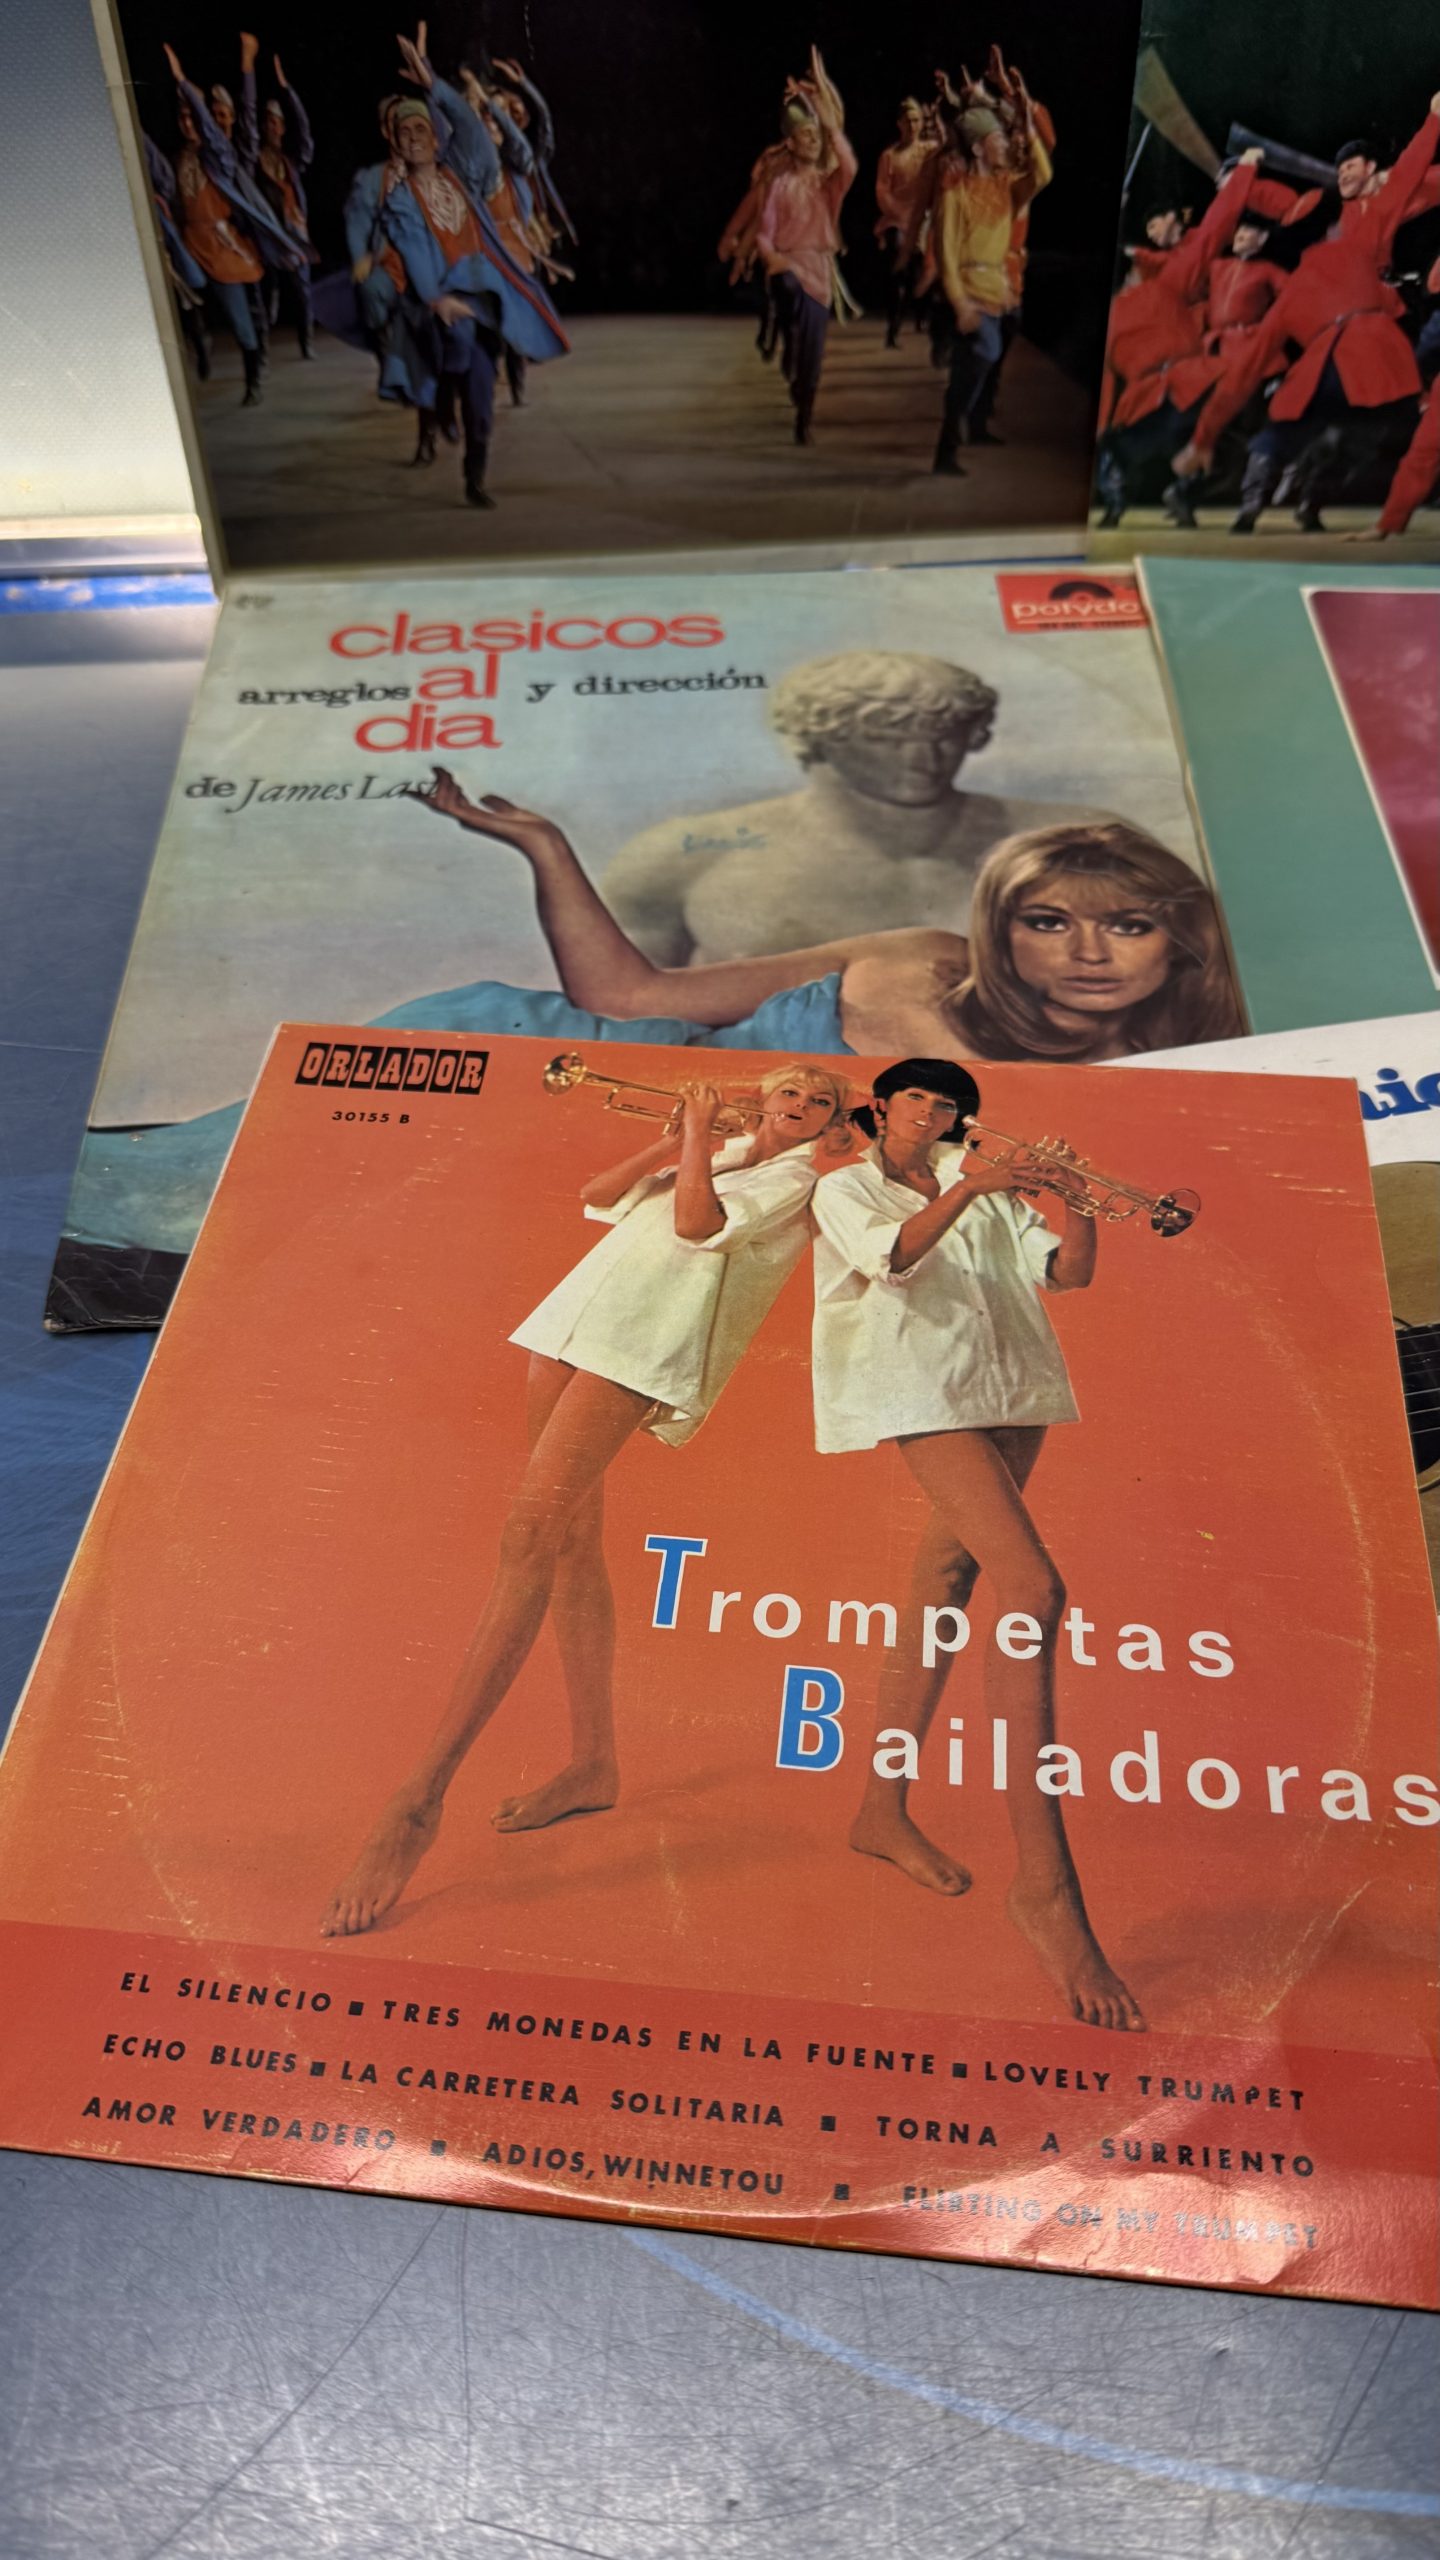 clasicos
arreglos al y dirección
dia
de James Last
polydo
ORLADOR
30155 B
Trompetas
Bailadoras
EL SILENCIO ■ TRES MONEDAS EN LA FUENTE ■ LOVELY TRUMPET
ECHO BLUES ■ LA CARRETERA SOLITARIA ■ TORNA A SURRIENTO
AMOR VERDADERO ■ ADIOS, WINNETOU ■ FLIRTING ON MY TRUMPET